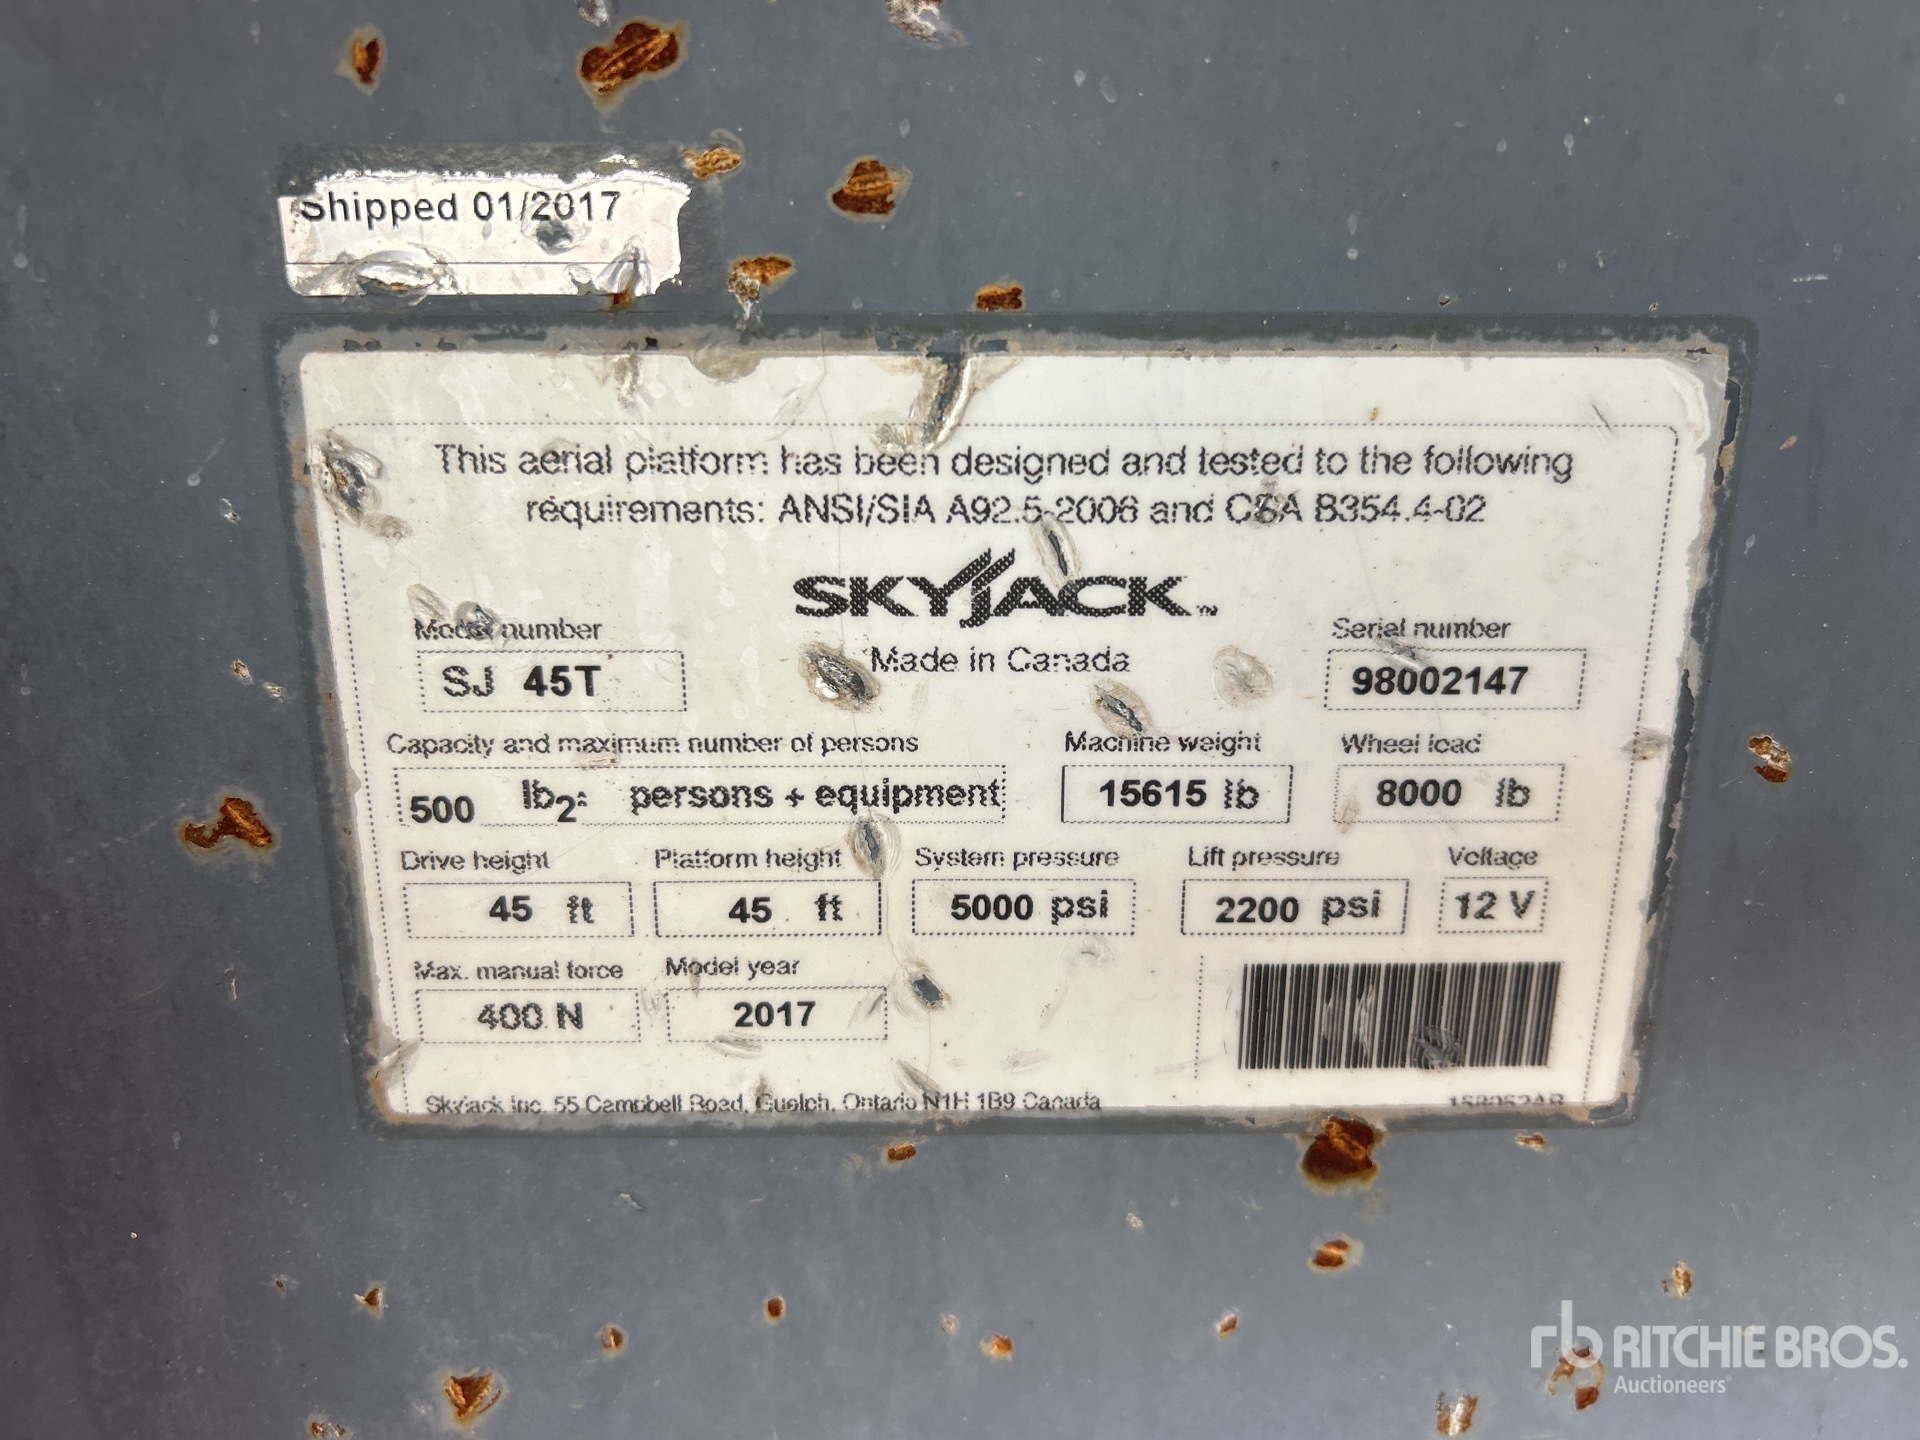 Shipped 01/2017
This aerial platform has been designed and tested to the following
requirements: ANSI/SIA A92.5-2006 and CSA B354.4-02
SKYJACK
Made in Canada
Model number
SJ 45T
Serial number
98002147
Capacity and maximum number of persons
500 lb 2: persons + equipment
Machine weight
15615 lb
Wheel load
8000 lb
Drive height
45 ft
Platform height
45 ft
System pressure
5000 psi
Lift pressure
2200 psi
Voltage
12 V
Max. manual force
400 N
Model year
2017
Skyjack Inc. 55 Campbell Road, Guelph, Ontario N1H 1B9 Canada
rb RITCHIE BROS.
Auctioneers